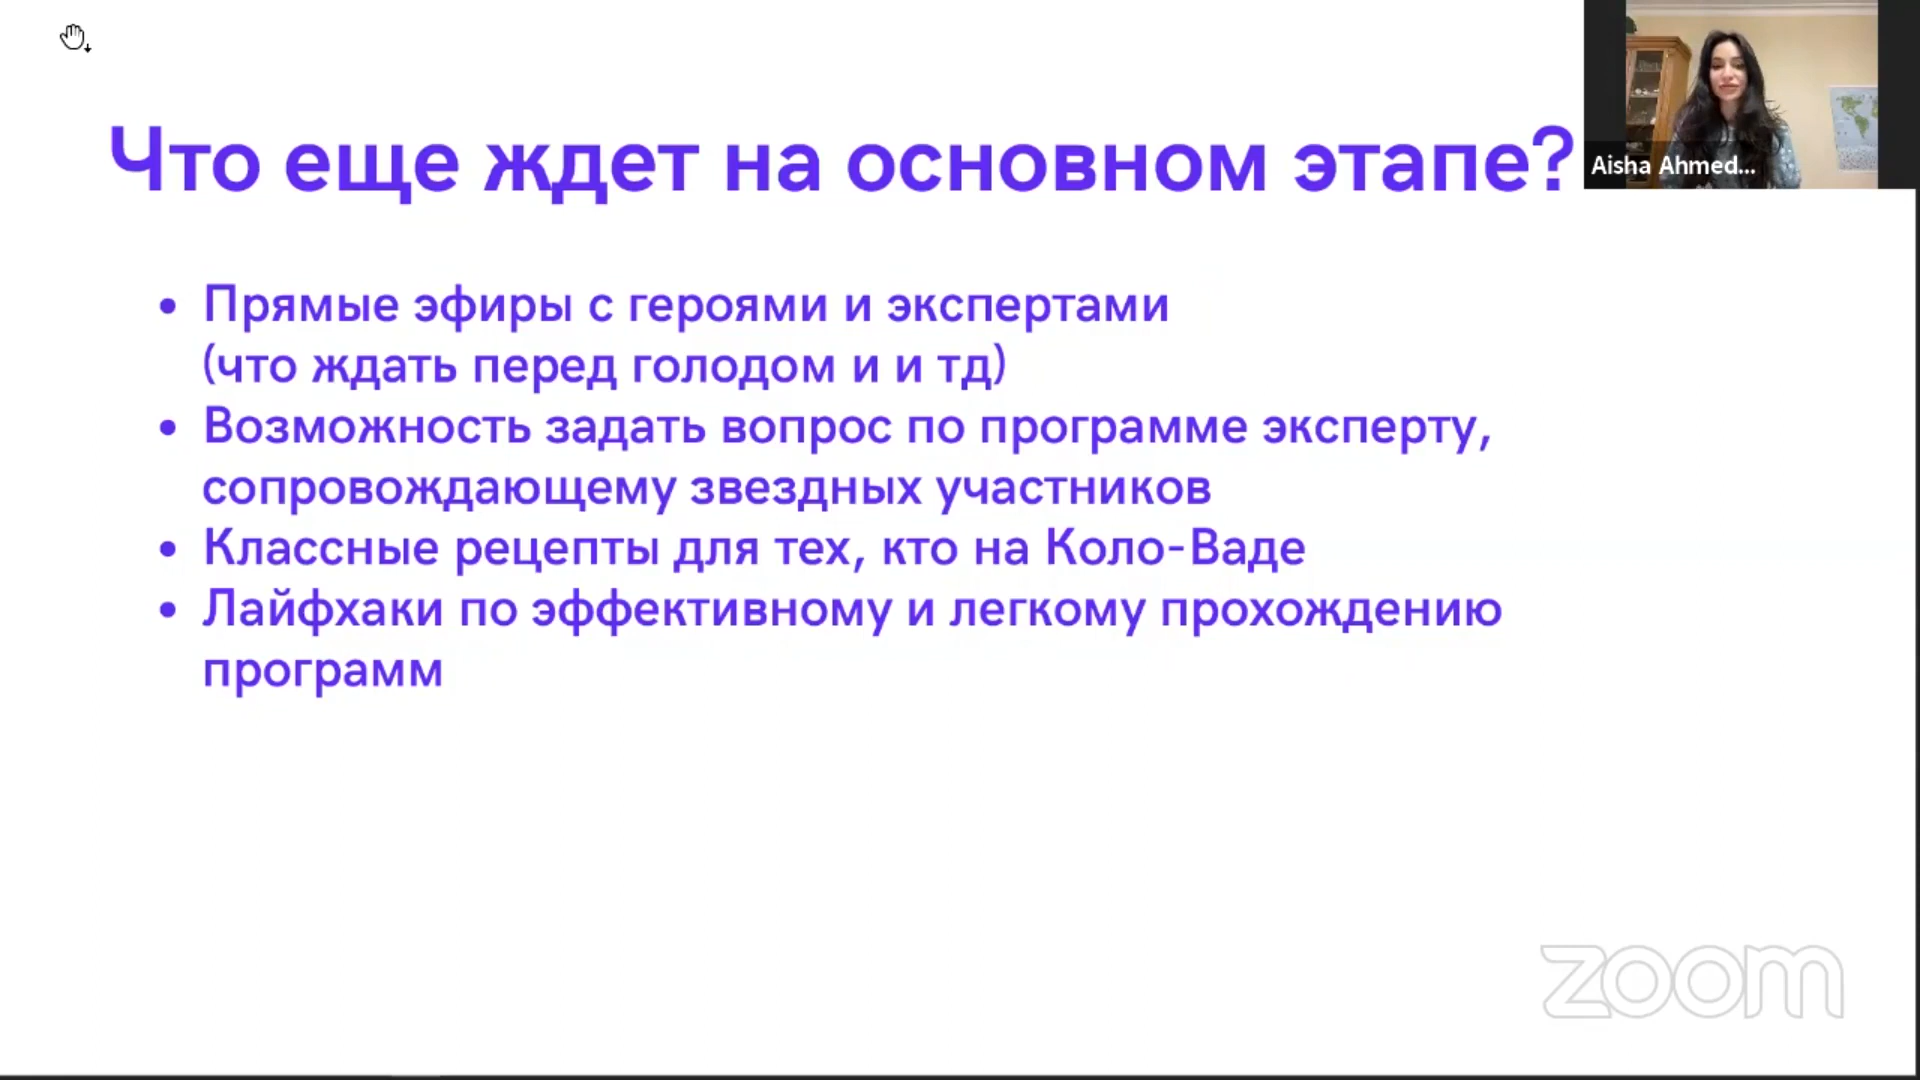 Что еще ждет на основном этапе?
Aisha Ahmed...
• Прямые эфиры с героями и экспертами
(что ждать перед голодом и и тд)
• Возможность задать вопрос по программе эксперту,
сопровождающему звездных участников
• Классные рецепты для тех, кто на Коло-Ваде
• Лайфхаки по эффективному и легкому прохождению
программ
zoom